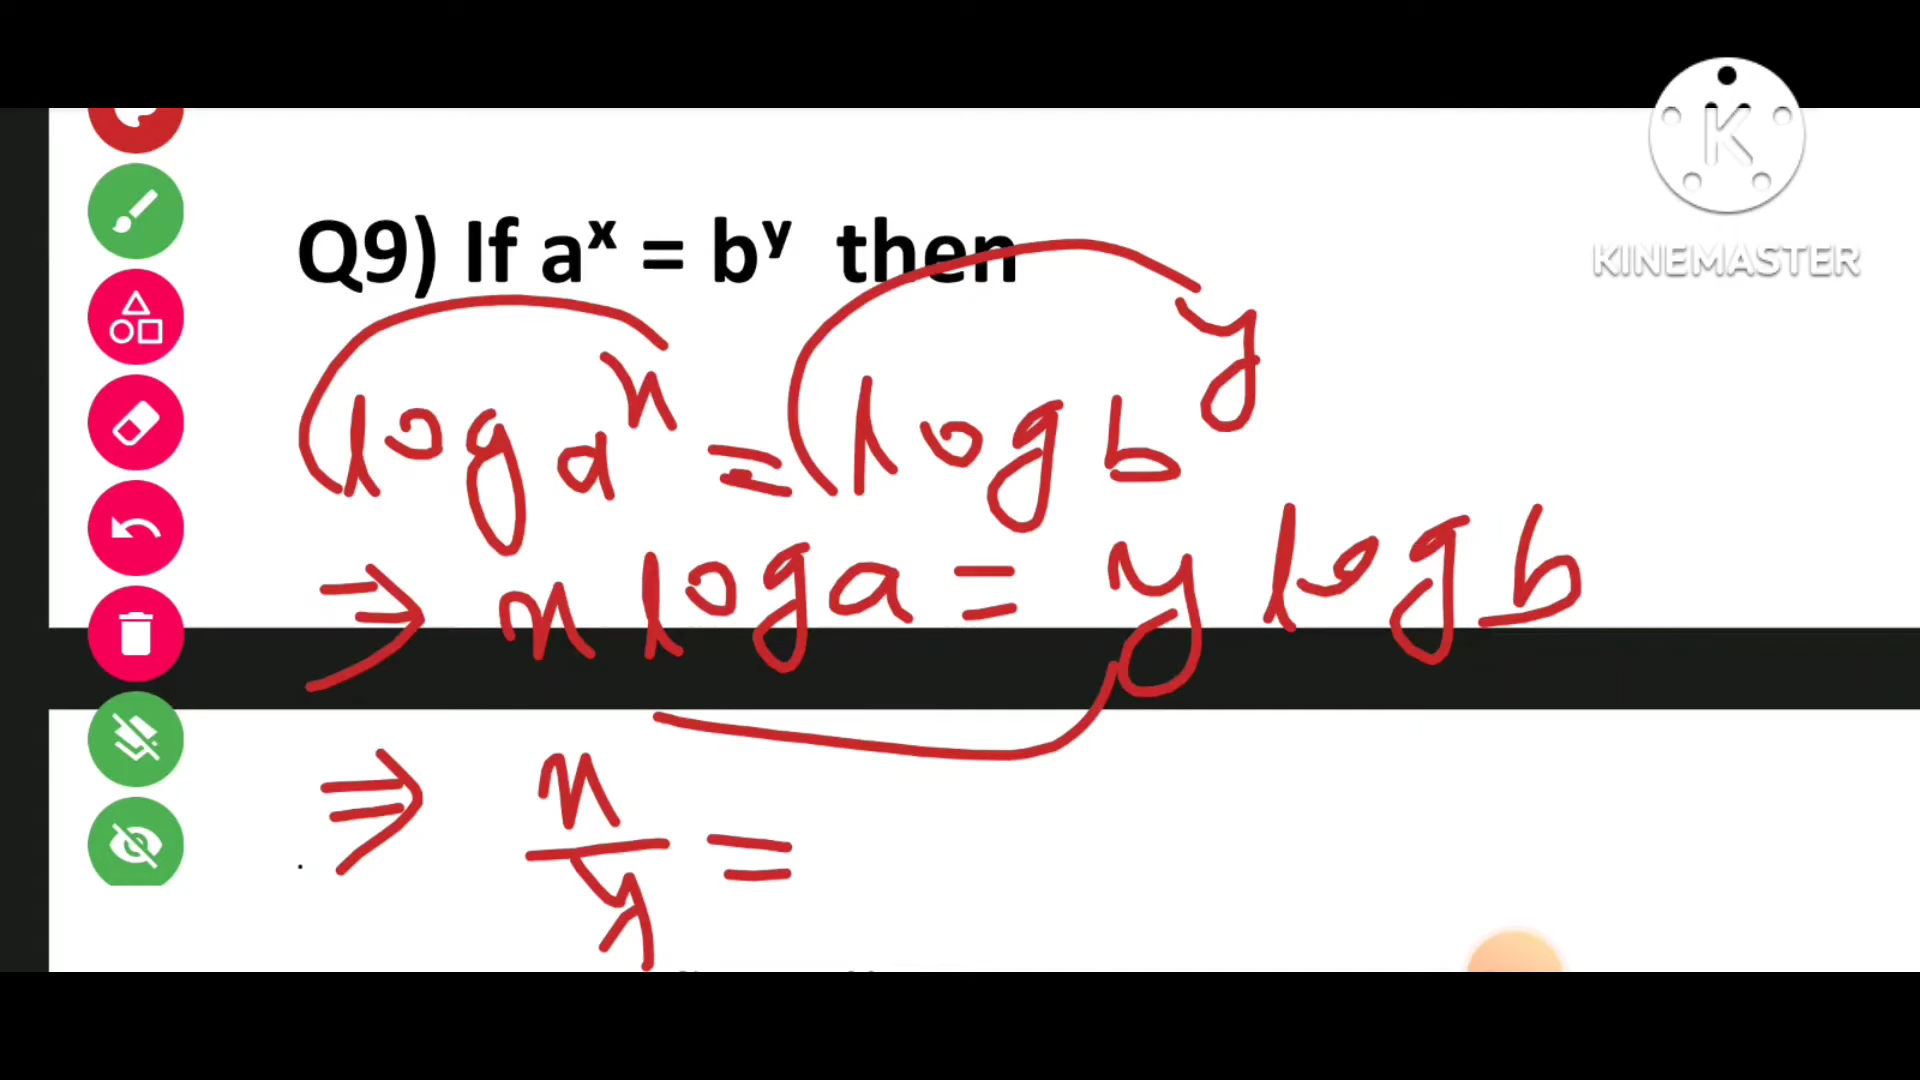 K
KINEMASTER
Q9) If aˣ = bʸ then
log aˣ = log bʸ
⇒ x log a = y log b
⇒ x/y =